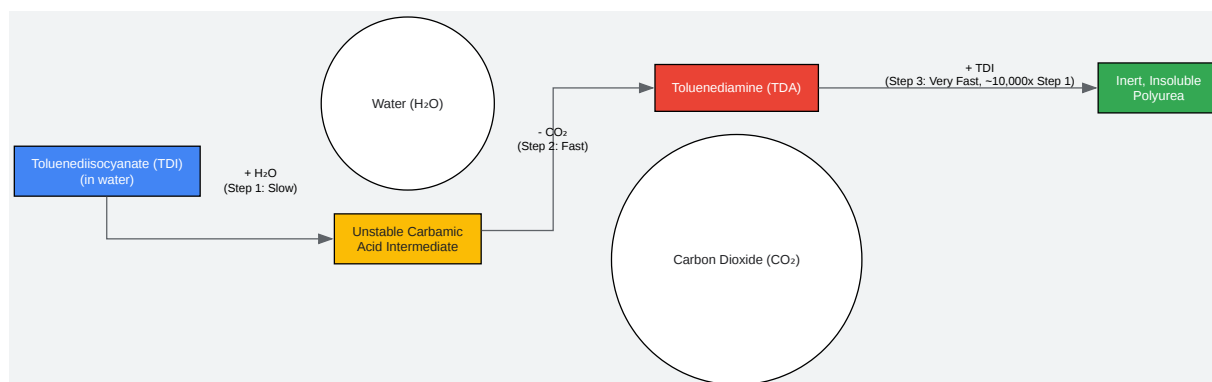 Toluenediisocyanate (TDI)
(in water)
+ H₂O
(Step 1: Slow)
Water (H₂O)
Unstable Carbamic
Acid Intermediate
- CO₂
(Step 2: Fast)
Toluenediamine (TDA)
Carbon Dioxide (CO₂)
+ TDI
(Step 3: Very Fast, ~10,000x Step 1)
Inert, Insoluble
Polyurea